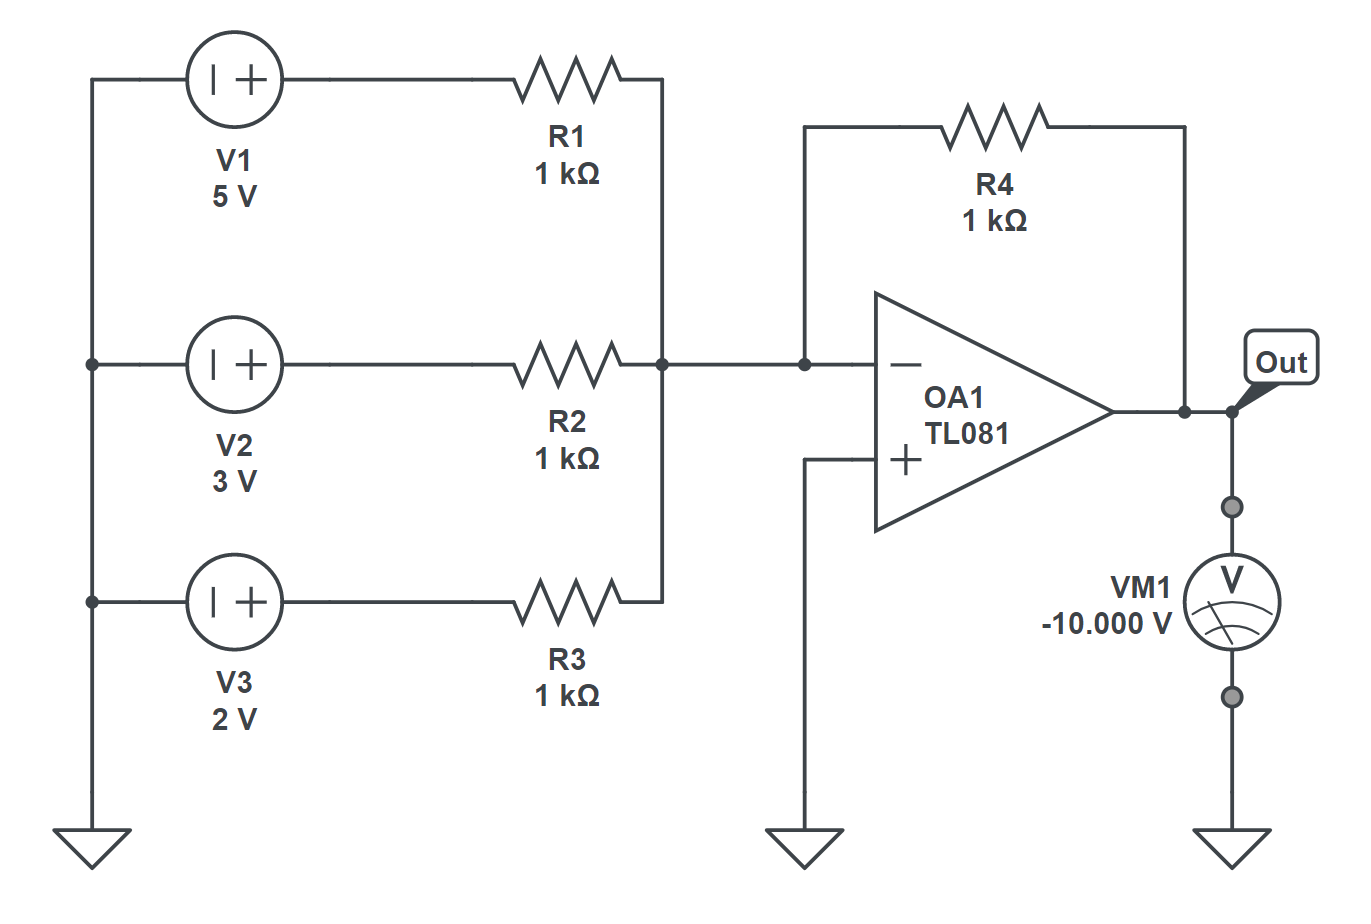 V1
5 V
R1
1 kΩ
R4
1 kΩ
V2
3 V
R2
1 kΩ
OA1
TL081
Out
V3
2 V
R3
1 kΩ
V
VM1
-10.000 V